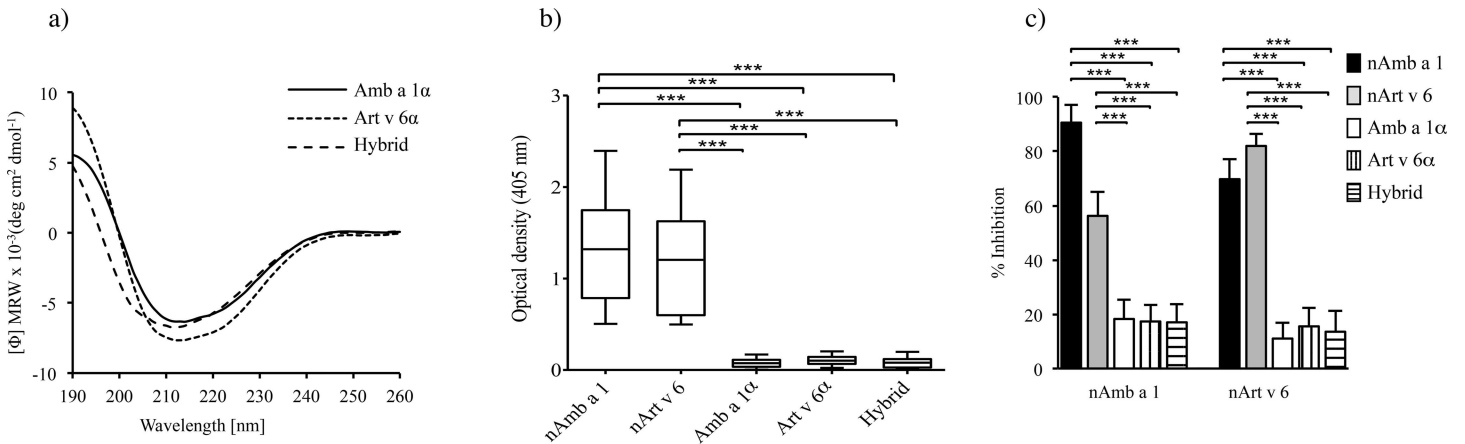 a)
Amb a 1α
Art v 6α
Hybrid
[Φ] MRW x 10-3(deg cm2 dmol-1)
10
5
0
-5
-10
190 200 210 220 230 240 250 260
Wavelength [nm]
b)
***
***
***
***
***
***
Optical density (405 nm)
3
2
1
0
nAmb a 1
nArt v 6
Amb a 1α
Art v 6α
Hybrid
c)
*** ***
*** ***
*** ***
*** ***
*** ***
*** ***
% Inhibition
100
80
60
40
20
0
nAmb a 1 nArt v 6
nAmb a 1
nArt v 6
Amb a 1α
Art v 6α
Hybrid